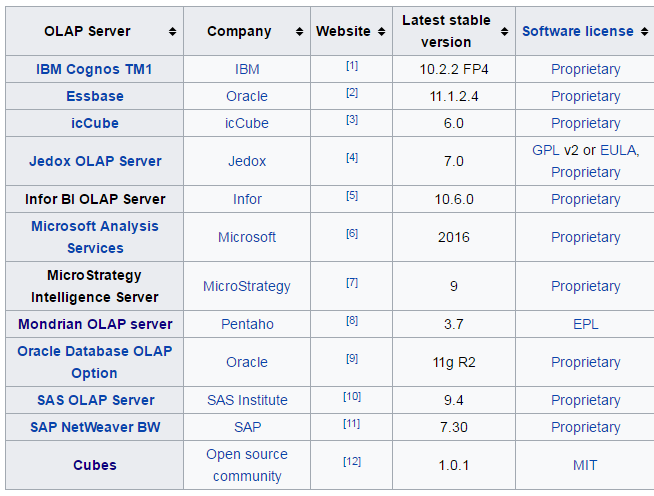 OLAP Server Company Website Latest stable version Software license
IBM Cognos TM1 IBM [1] 10.2.2 FP4 Proprietary
Essbase Oracle [2] 11.1.2.4 Proprietary
icCube icCube [3] 6.0 Proprietary
Jedox OLAP Server Jedox [4] 7.0 GPL v2 or EULA, Proprietary
Infor BI OLAP Server Infor [5] 10.6.0 Proprietary
Microsoft Analysis Services Microsoft [6] 2016 Proprietary
MicroStrategy Intelligence Server MicroStrategy [7] 9 Proprietary
Mondrian OLAP server Pentaho [8] 3.7 EPL
Oracle Database OLAP Option Oracle [9] 11g R2 Proprietary
SAS OLAP Server SAS Institute [10] 9.4 Proprietary
SAP NetWeaver BW SAP [11] 7.30 Proprietary
Cubes Open source community [12] 1.0.1 MIT